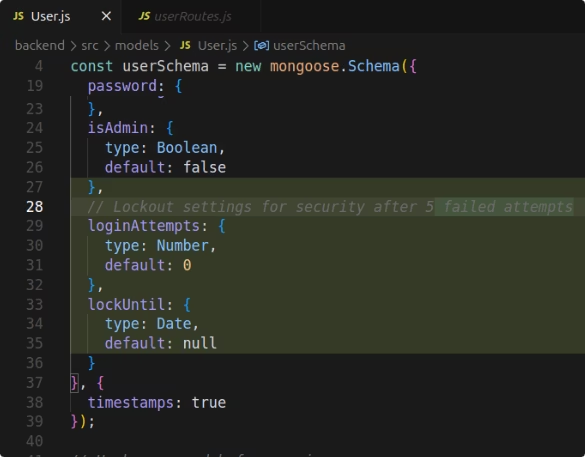 JS User.js ×
JS userRoutes.js
backend > src > models > JS User.js > userSchema
4 const userSchema = new mongoose.Schema({
19 password: {
23 },
24 isAdmin: {
25 type: Boolean,
26 default: false
27 },
28 // Lockout settings for security after 5 failed attempts
29 loginAttempts: {
30 type: Number,
31 default: 0
32 },
33 lockUntil: {
34 type: Date,
35 default: null
36 }
37 }, {
38 timestamps: true
39 });
40